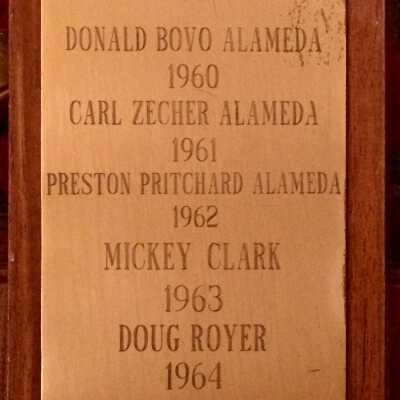 DONALD BOVO ALAMEDA
1960
CARL ZECHER ALAMEDA
1961
PRESTON PRITCHARD ALAMEDA
1962
MICKEY CLARK
1963
DOUG ROYER
1964